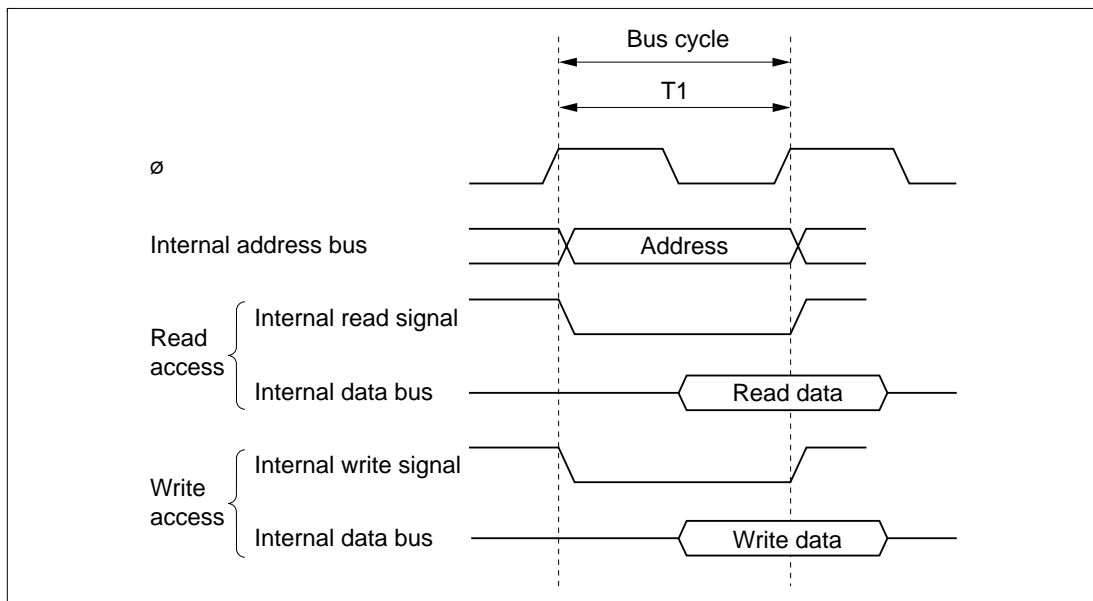 Bus cycle
T1
ø
Internal address bus
Address
Read
access
Internal read signal
Internal data bus
Read data
Write
access
Internal write signal
Internal data bus
Write data